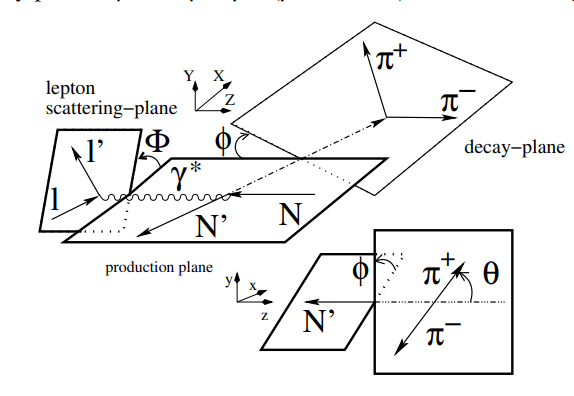 π⁺
Y X
Z
π⁻
lepton
scattering−plane
l'
Φ
ϕ
decay−plane
γ*
l
N'
N
production plane
y x
z
ϕ
π⁺
θ
N'
π⁻